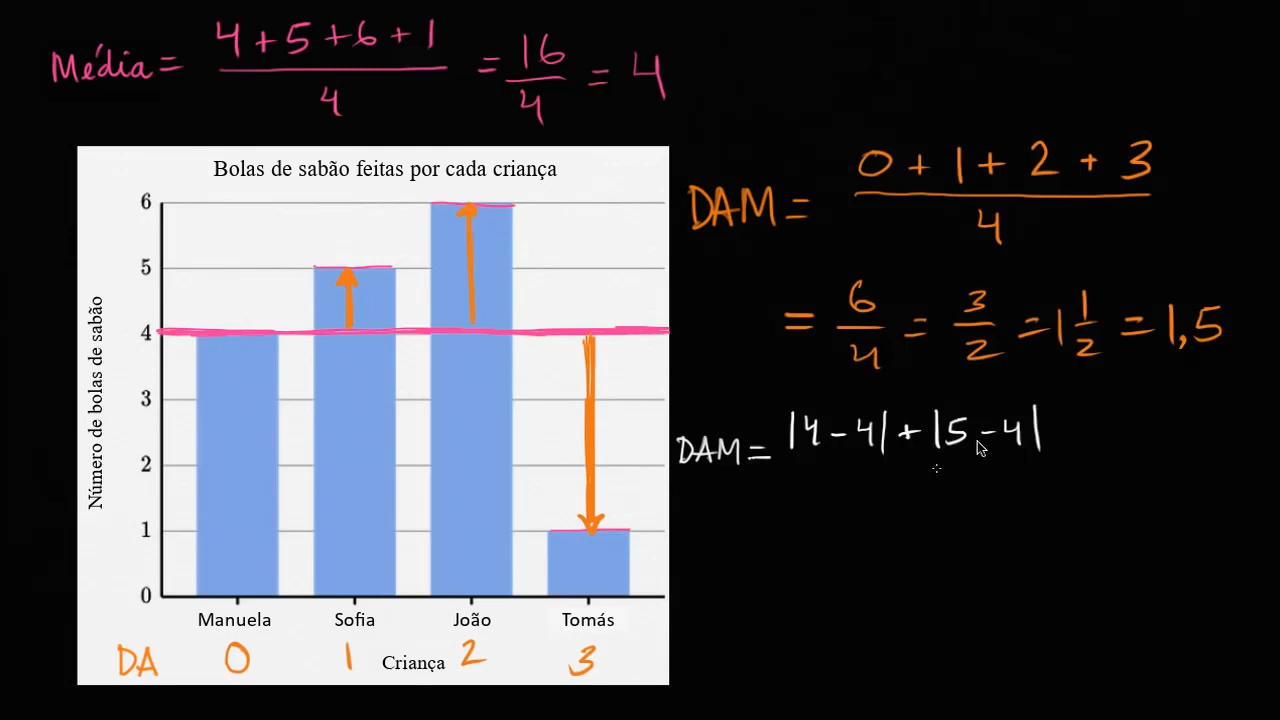 Média = (4 + 5 + 6 + 1)/4 = 16/4 = 4
Bolas de sabão feitas por cada criança
Número de bolas de sabão
6
5
4
3
2
1
0
Manuela Sofia João Tomás
DA 0 1 Criança 2 3
DAM = (0 + 1 + 2 + 3)/4
= 6/4 = 3/2 = 1 1/2 = 1,5
DAM = |4 - 4| + |5 - 4|